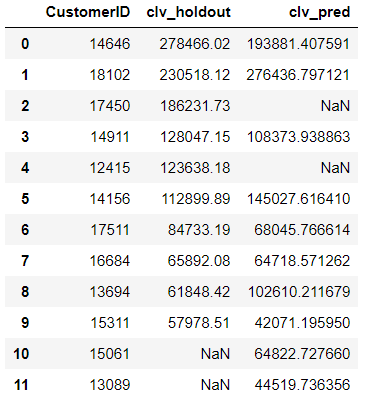 CustomerID clv_holdout clv_pred
0 14646 278466.02 193881.407591
1 18102 230518.12 276436.797121
2 17450 186231.73 NaN
3 14911 128047.15 108373.938863
4 12415 123638.18 NaN
5 14156 112899.89 145027.616410
6 17511 84733.19 68045.766614
7 16684 65892.08 64718.571262
8 13694 61848.42 102610.211679
9 15311 57978.51 42071.195950
10 15061 NaN 64822.727660
11 13089 NaN 44519.736356